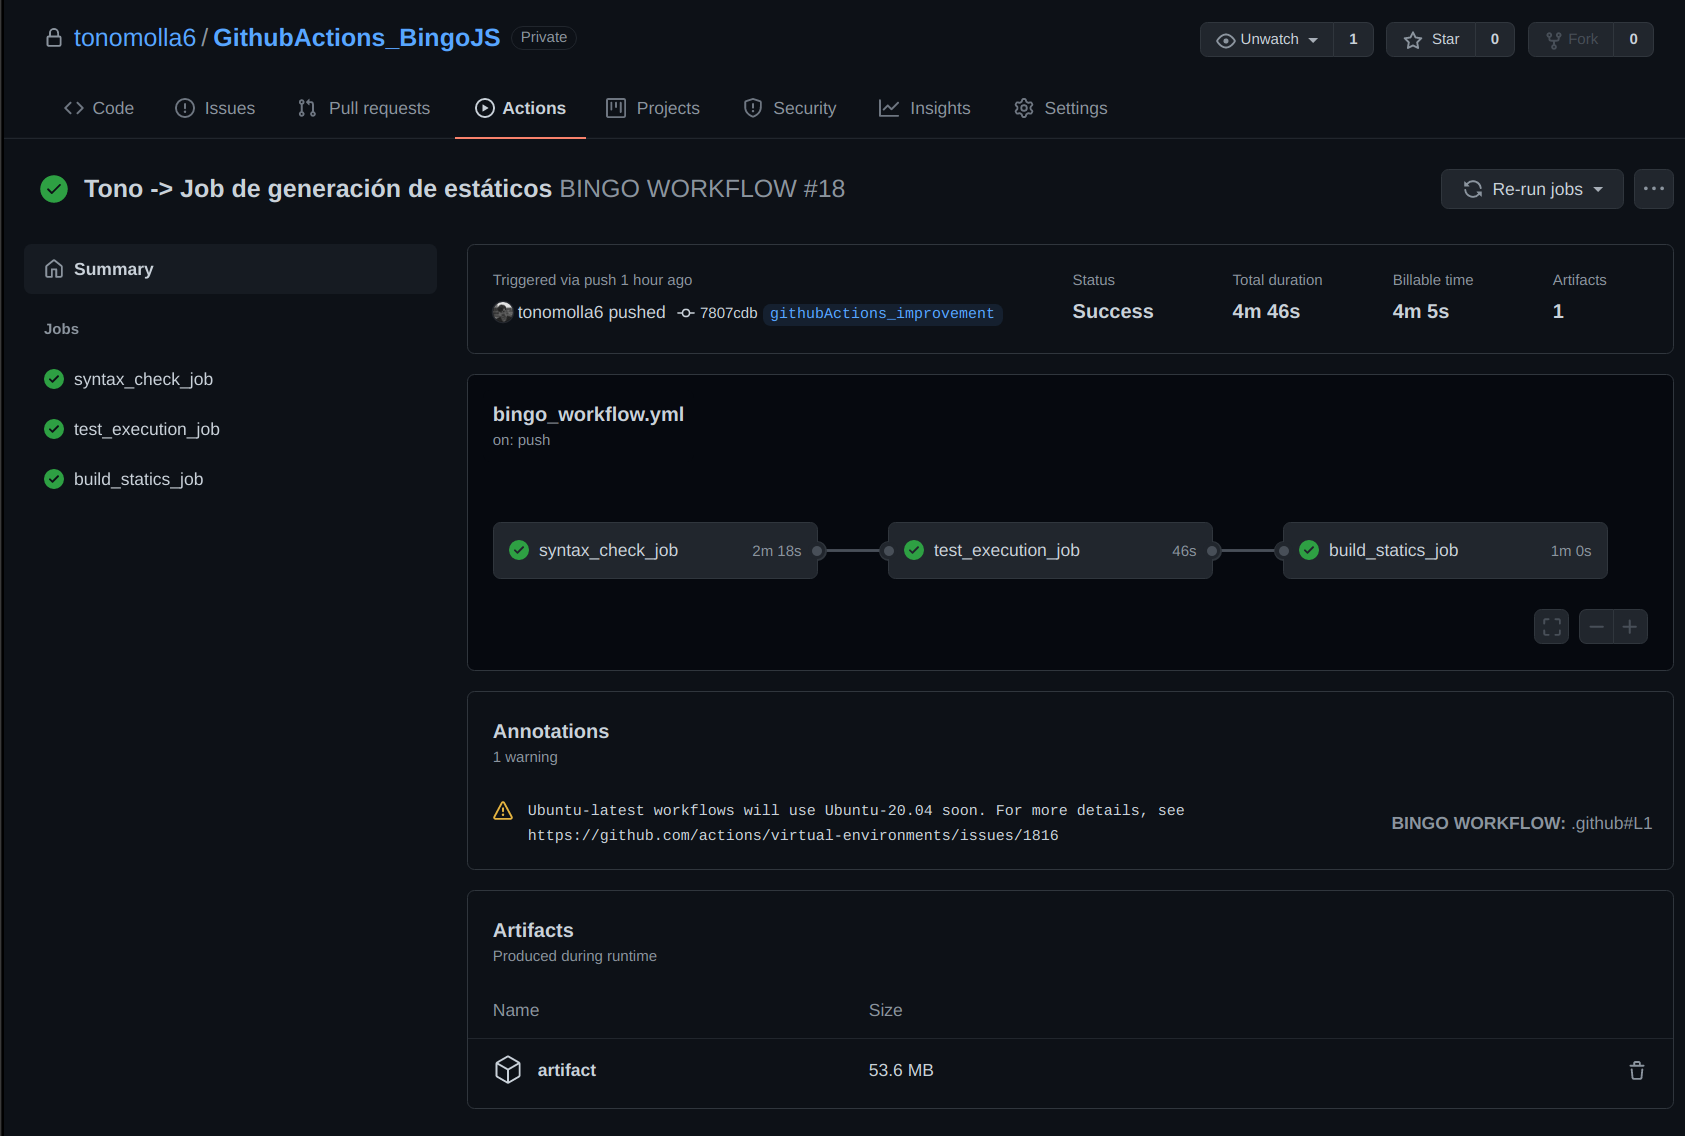 tonomolla6 / GithubActions_BingoJS Private
Unwatch 1 Star 0 Fork 0
Code Issues Pull requests Actions Projects Security Insights Settings
Tono -> Job de generación de estáticos BINGO WORKFLOW #18
Re-run jobs
Summary
Jobs
syntax_check_job
test_execution_job
build_statics_job
Triggered via push 1 hour ago
tonomolla6 pushed 7807cdb githubActions_improvement
Status
Success
Total duration
4m 46s
Billable time
4m 5s
Artifacts
1
bingo_workflow.yml
on: push
syntax_check_job 2m 18s
test_execution_job 46s
build_statics_job 1m 0s
Annotations
1 warning
Ubuntu-latest workflows will use Ubuntu-20.04 soon. For more details, see
https://github.com/actions/virtual-environments/issues/1816
BINGO WORKFLOW: .github#L1
Artifacts
Produced during runtime
Name Size
artifact 53.6 MB